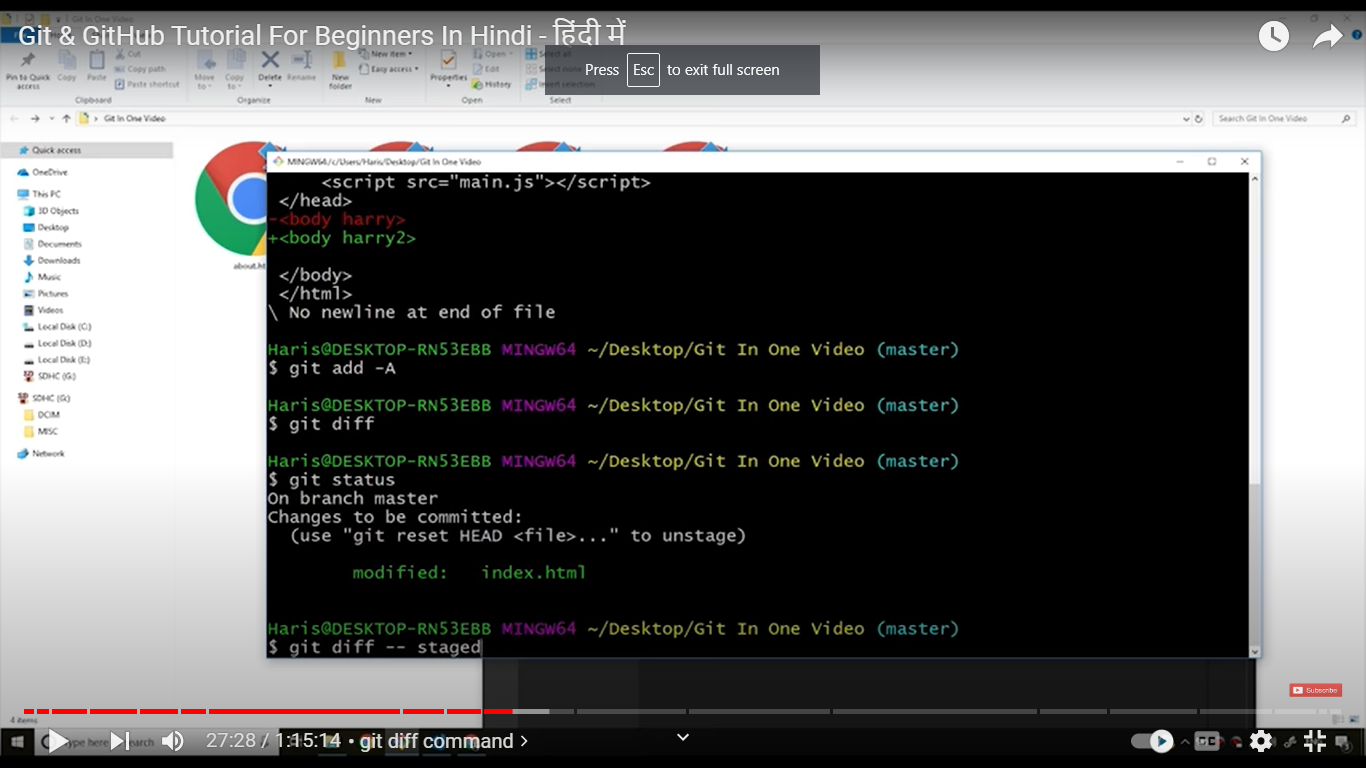 Git In One Video
Git & GitHub Tutorial For Beginners In Hindi - हिंदी में
Press Esc to exit full screen
Pin to Quick access
Copy
Paste
Cut
Copy path
Paste shortcut
Clipboard
Move to
Copy to
Delete
Rename
Organize
New folder
New item
Easy access
New
Properties
Open
Edit
History
Open
Select all
Select none
Invert selection
Select
Git In One Video
Search Git In One Video
Quick access
OneDrive
This PC
3D Objects
Desktop
Documents
Downloads
Music
Pictures
Videos
Local Disk (C:)
Local Disk (D:)
Local Disk (E:)
SDHC (G:)
SDHC (G:)
DCIM
MISC
Network
4 items
MINGW64:/c/Users/Haris/Desktop/Git In One Video
<script src="main.js"></script>
</head>
-<body harry>
+<body harry2>
</body>
</html>
\ No newline at end of file
Haris@DESKTOP-RN53EBB MINGW64 ~/Desktop/Git In One Video (master)
$ git add -A
Haris@DESKTOP-RN53EBB MINGW64 ~/Desktop/Git In One Video (master)
$ git diff
Haris@DESKTOP-RN53EBB MINGW64 ~/Desktop/Git In One Video (master)
$ git status
On branch master
Changes to be committed:
(use "git reset HEAD <file>..." to unstage)
modified: index.html
Haris@DESKTOP-RN53EBB MINGW64 ~/Desktop/Git In One Video (master)
$ git diff -- staged
Subscribe
27:28 / 1:15:14 • git diff command >
CC